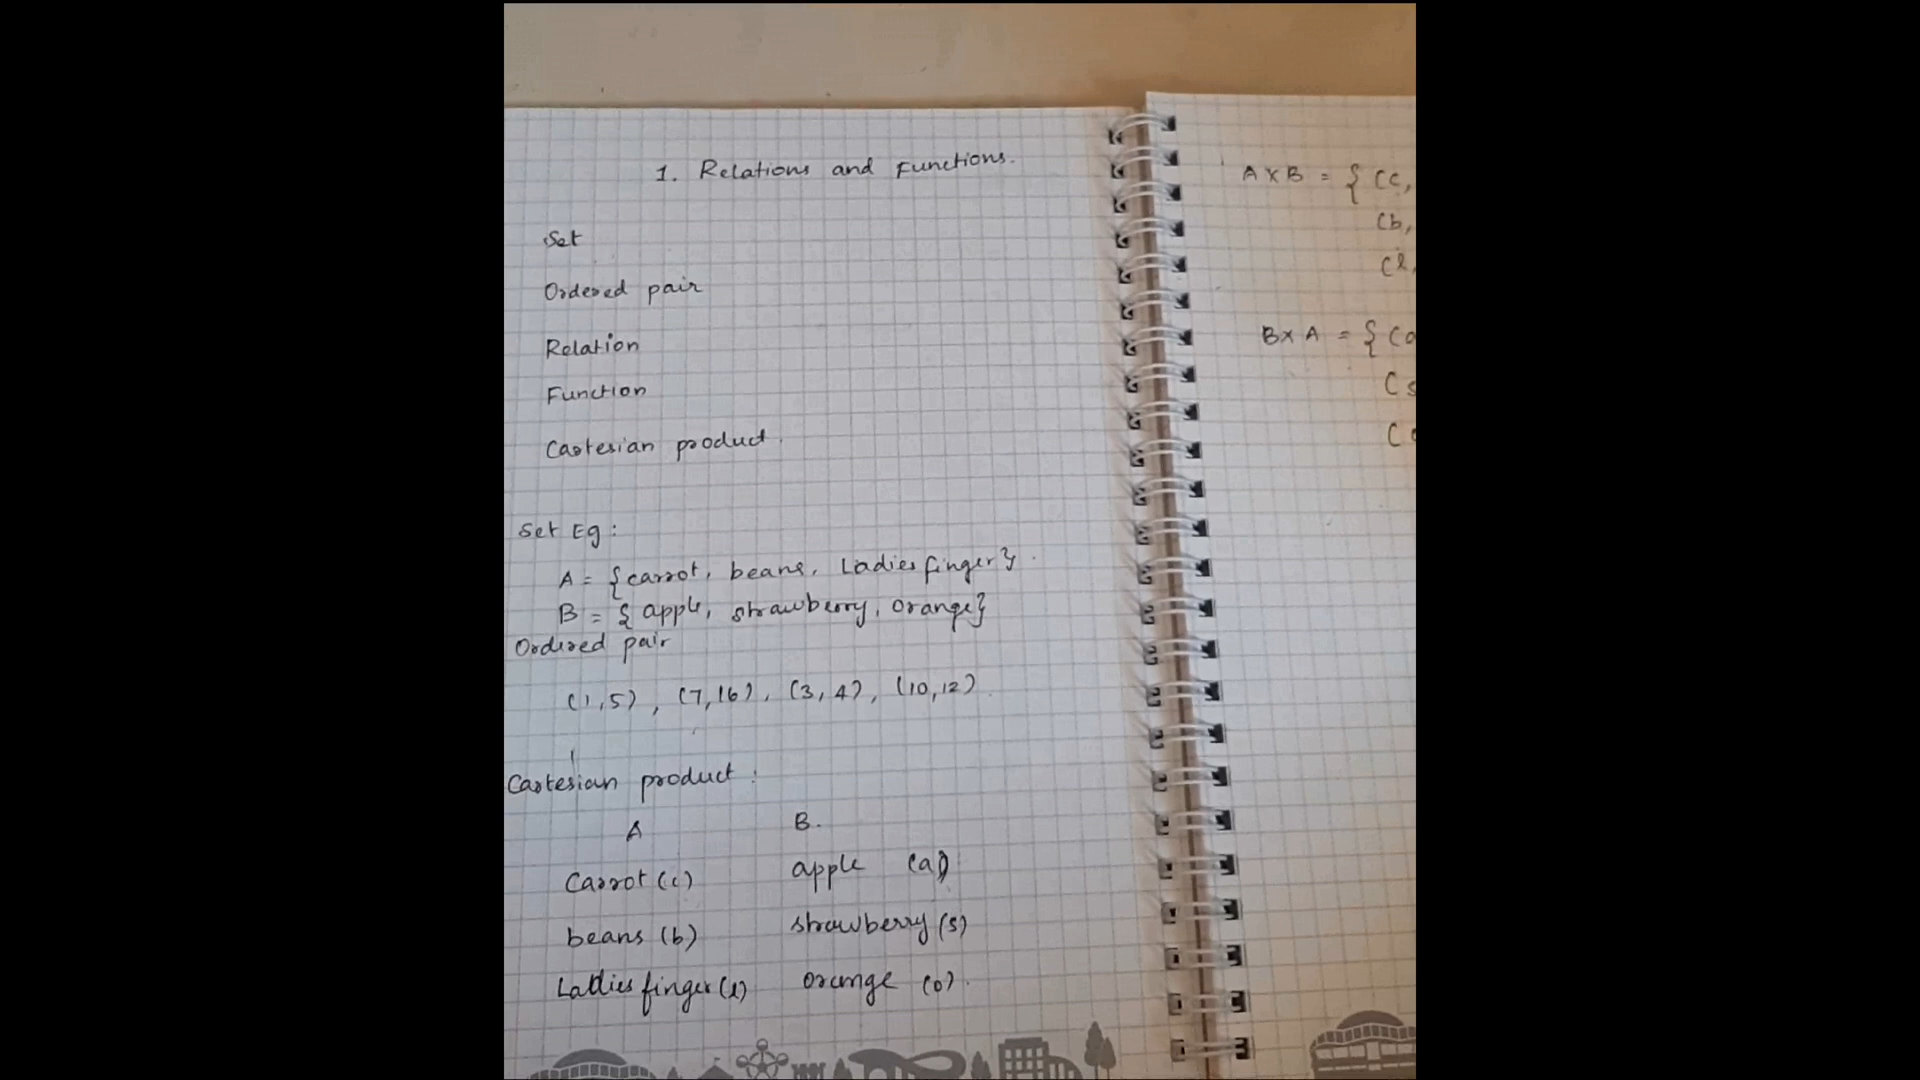 1. Relations and Functions.
Set
Ordered pair
Relation
Function
Cartesian product.
Set Eg:
A = {carrot, beans, Ladies finger}.
B = { apple, strawberry, orange}
Ordered pair
(1,5), (7,16), (3,4), (10,12).
Cartesian product:
A B.
Carrot (c) apple (a)
beans (b) strawberry (s)
Ladies finger (l) orange (o).
A X B = { (c,
(b,
(l,
B X A = { (a
(s
(